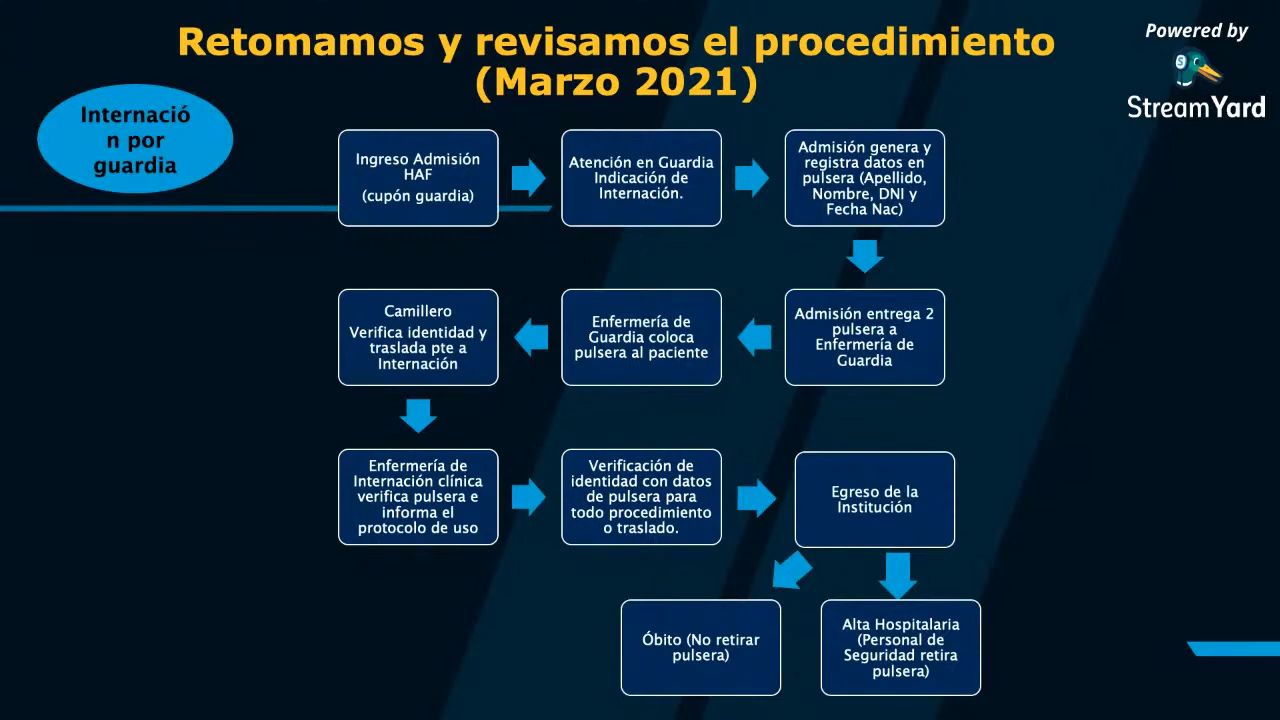 Retomamos y revisamos el procedimiento
(Marzo 2021)
Powered by
StreamYard
Internació
n por
guardia
Ingreso Admisión
HAF
(cupón guardia)
Atención en Guardia
Indicación de
Internación.
Admisión genera y
registra datos en
pulsera (Apellido,
Nombre, DNI y
Fecha Nac)
Admisión entrega 2
pulsera a
Enfermería de
Guardia
Enfermería de
Guardia coloca
pulsera al paciente
Camillero
Verifica identidad y
traslada pte a
Internación
Enfermería de
Internación clínica
verifica pulsera e
informa el
protocolo de uso
Verificación de
identidad con datos
de pulsera para
todo procedimiento
o traslado.
Egreso de la
Institución
Óbito (No retirar
pulsera)
Alta Hospitalaria
(Personal de
Seguridad retira
pulsera)